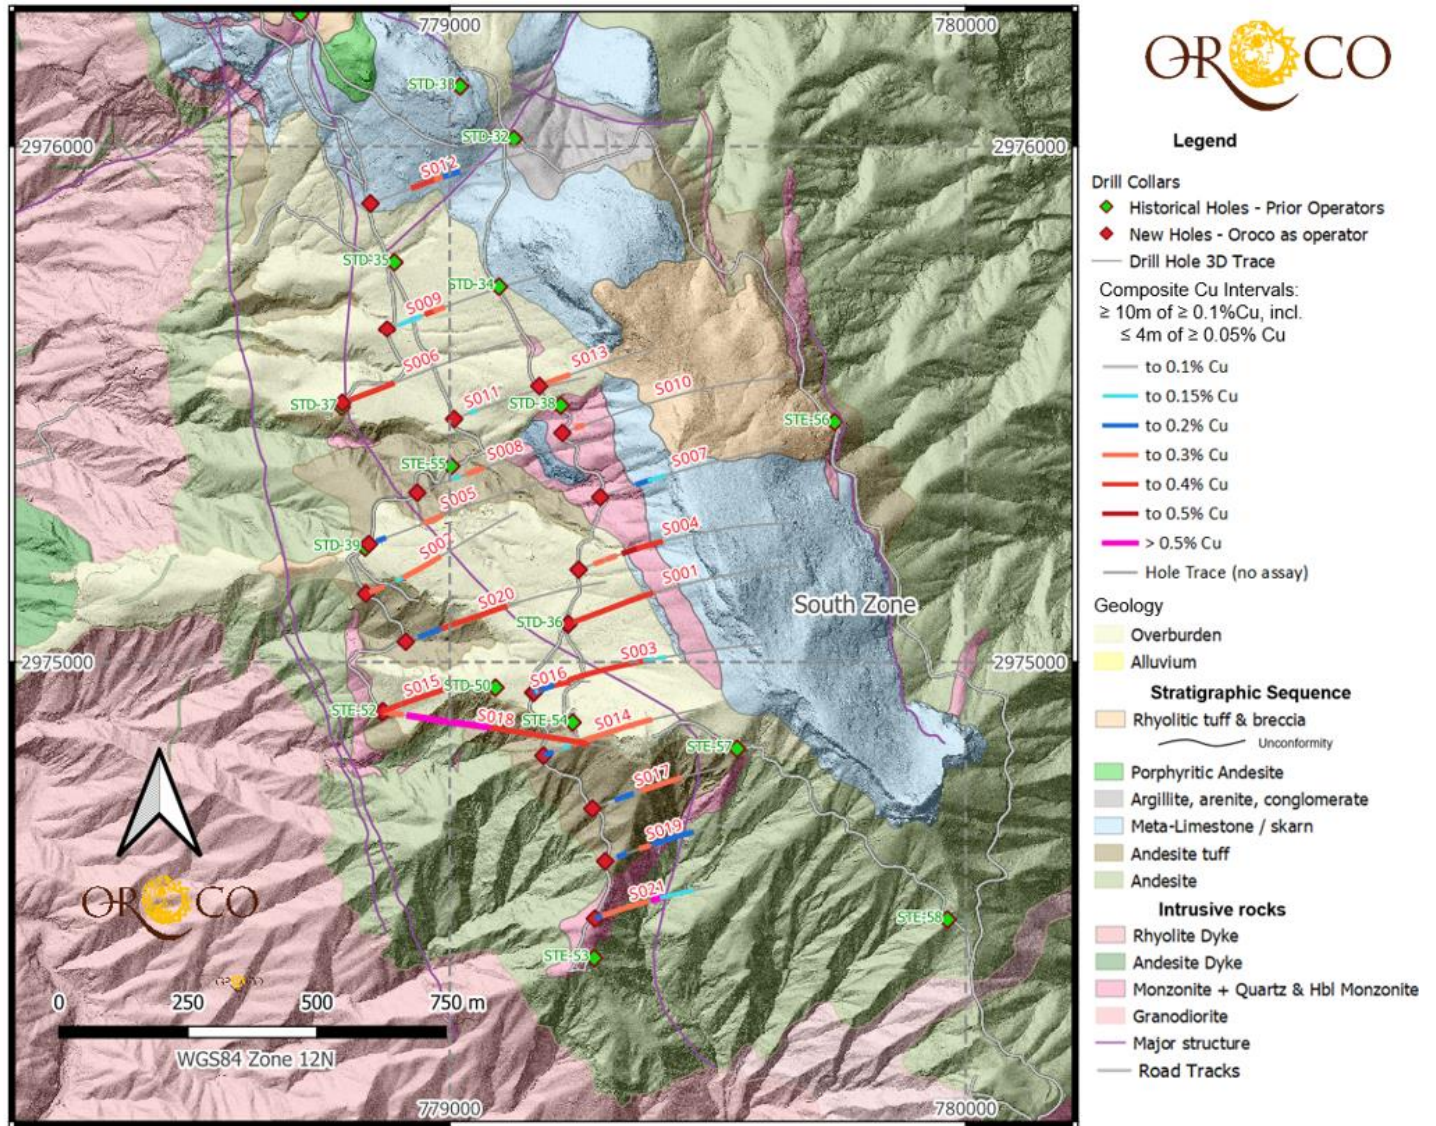 779000
780000
STD-33
STD-32
2976000
2976000
S012
STD-35
STD-34
S009
S006
S013
STD-37
S011
STD-38
S010
STE-56
STE-55
S008
S007
S005
STD-39
S002
S004
S020
S001
STD-36
South Zone
2975000
2975000
S003
S015
STD-50
S016
STE-52
S018
STE-54
S014
STE-57
S017
S019
S021
STE-58
STE-53
OROCO
0 250 500 750 m
WGS84 Zone 12N
779000
780000
OROCO
Legend
Drill Collars
Historical Holes - Prior Operators
New Holes - Oroco as operator
Drill Hole 3D Trace
Composite Cu Intervals:
≥ 10m of ≥ 0.1%Cu, incl.
≤ 4m of ≥ 0.05% Cu
to 0.1% Cu
to 0.15% Cu
to 0.2% Cu
to 0.3% Cu
to 0.4% Cu
to 0.5% Cu
> 0.5% Cu
Hole Trace (no assay)
Geology
Overburden
Alluvium
Stratigraphic Sequence
Rhyolitic tuff & breccia
Unconformity
Porphyritic Andesite
Argillite, arenite, conglomerate
Meta-Limestone / skarn
Andesite tuff
Andesite
Intrusive rocks
Rhyolite Dyke
Andesite Dyke
Monzonite + Quartz & Hbl Monzonite
Granodiorite
Major structure
Road Tracks